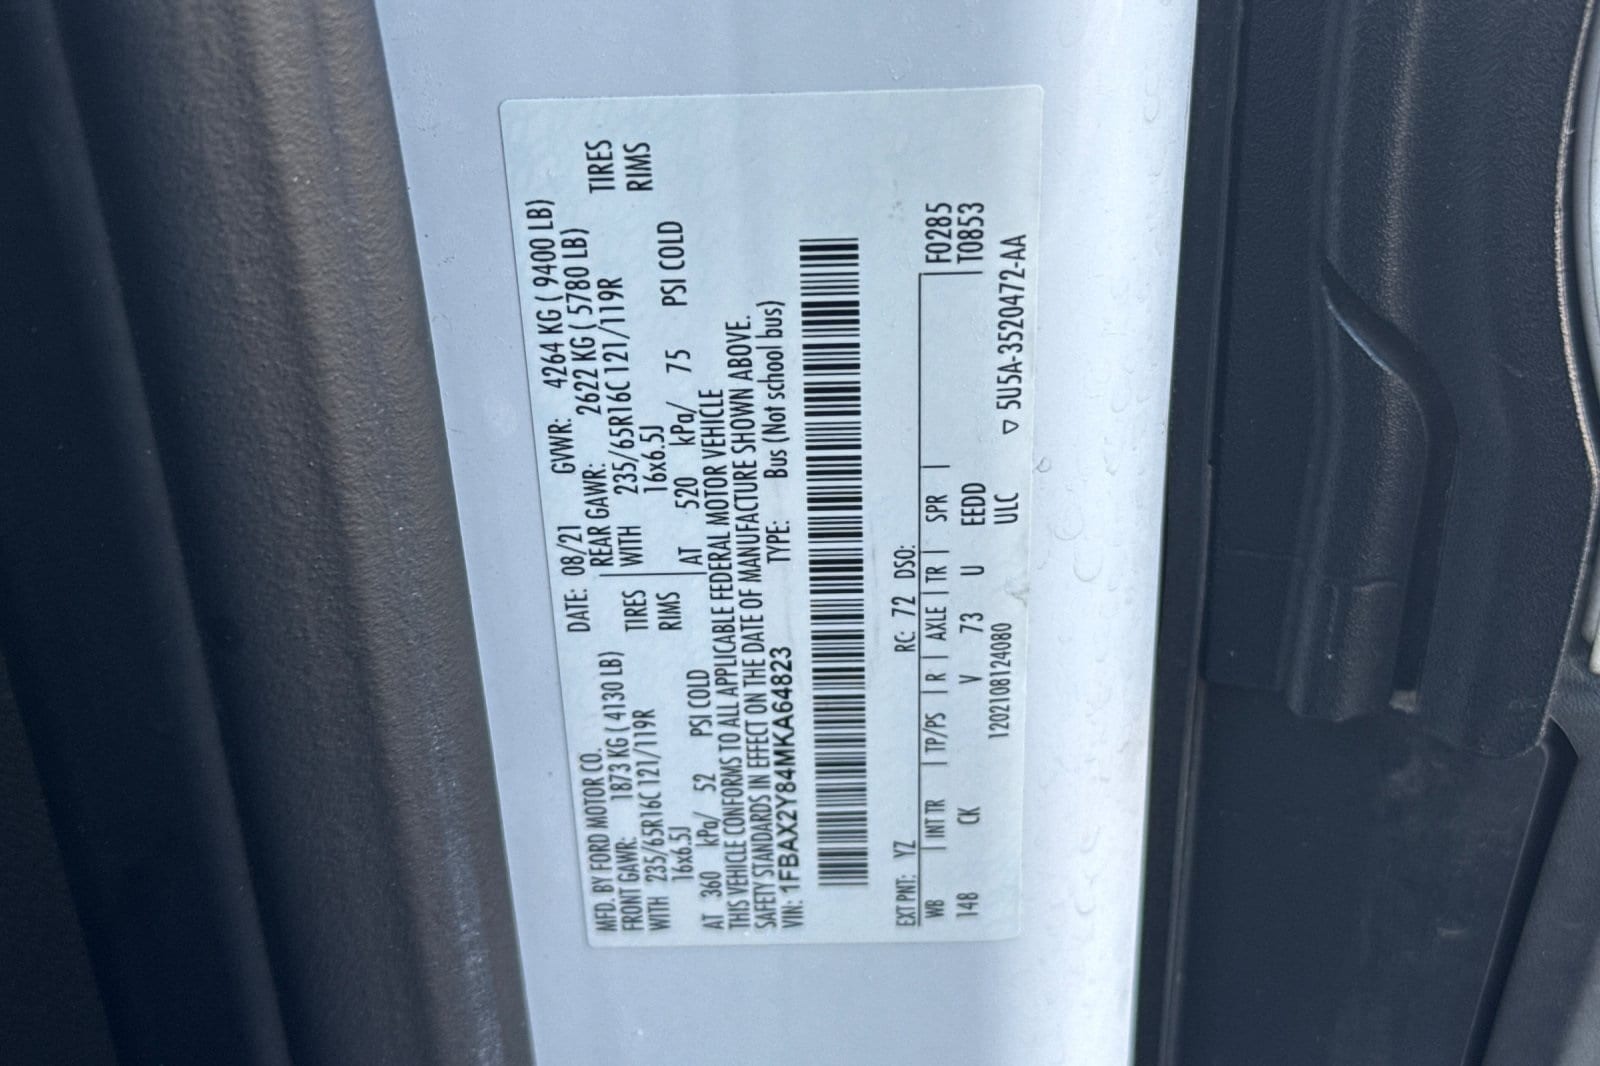 MFD. BY FORD MOTOR CO. DATE: 08/21 GVWR: 4264 KG ( 9400 LB)
FRONT GAWR: 1873 KG ( 4130 LB) REAR GAWR: 2622 KG ( 5780 LB)
WITH 235/65R16C 121/119R TIRES WITH 235/65R16C 121/119R TIRES
16x6.5J RIMS 16x6.5J RIMS
AT 360 kPa/ 52 PSI COLD AT 520 kPa/ 75 PSI COLD
THIS VEHICLE CONFORMS TO ALL APPLICABLE FEDERAL MOTOR VEHICLE
SAFETY STANDARDS IN EFFECT ON THE DATE OF MANUFACTURE SHOWN ABOVE.
VIN: 1FBAX2Y84MKA64823 TYPE: Bus (Not school bus)
EXT PNT: YZ RC: 72 DSO: F0285
WB | INT TR | TP/PS | R | AXLE | TR | SPR | T0853
148 CK V 73 U EEDD
120210812408​0 ULC ▽ 5U5A-3520472-AA